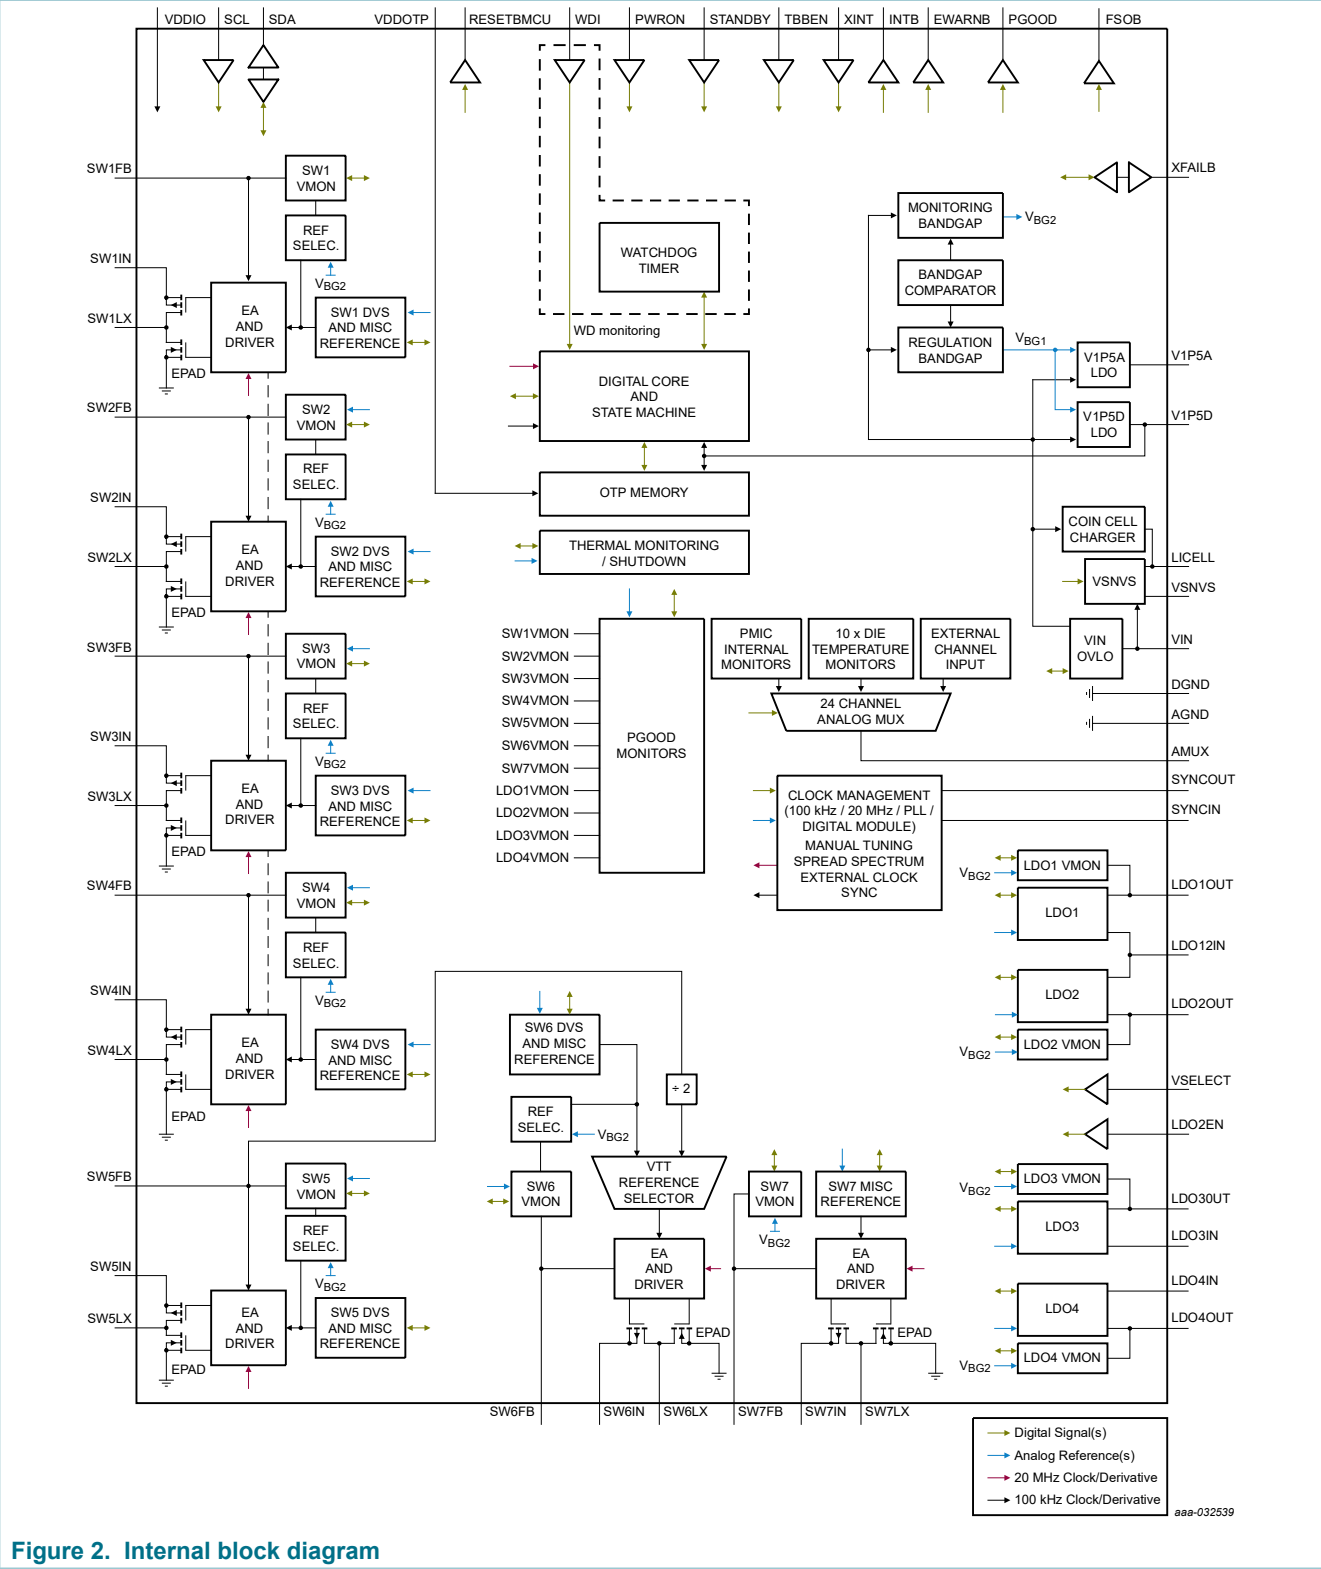 VDDIO SCL SDA VDDOTP RESETBMCU WDI PWRON STANDBY TBBEN XINT INTB EWARNB PGOOD FSOB
SW1FB
SW1
VMON
REF
SELEC.
VBG2
SW1IN
SW1LX
EA
AND
DRIVER
SW1 DVS
AND MISC
REFERENCE
EPAD
SW2FB
SW2
VMON
REF
SELEC.
VBG2
SW2IN
SW2LX
EA
AND
DRIVER
SW2 DVS
AND MISC
REFERENCE
EPAD
SW3FB
SW3
VMON
REF
SELEC.
VBG2
SW3IN
SW3LX
EA
AND
DRIVER
SW3 DVS
AND MISC
REFERENCE
EPAD
SW4FB
SW4
VMON
REF
SELEC.
VBG2
SW4IN
SW4LX
EA
AND
DRIVER
SW4 DVS
AND MISC
REFERENCE
EPAD
SW5FB
SW5
VMON
REF
SELEC.
VBG2
SW5IN
SW5LX
EA
AND
DRIVER
SW5 DVS
AND MISC
REFERENCE
EPAD
WATCHDOG
TIMER
WD monitoring
DIGITAL CORE
AND
STATE MACHINE
OTP MEMORY
THERMAL MONITORING
/ SHUTDOWN
SW1VMON
SW2VMON
SW3VMON
SW4VMON
SW5VMON
SW6VMON
SW7VMON
LDO1VMON
LDO2VMON
LDO3VMON
LDO4VMON
PGOOD
MONITORS
PMIC
INTERNAL
MONITORS
10 x DIE
TEMPERATURE
MONITORS
EXTERNAL
CHANNEL
INPUT
24 CHANNEL
ANALOG MUX
CLOCK MANAGEMENT
(100 kHz / 20 MHz / PLL /
DIGITAL MODULE)
MANUAL TUNING
SPREAD SPECTRUM
EXTERNAL CLOCK
SYNC
SW6 DVS
AND MISC
REFERENCE
÷ 2
REF
SELEC.
VBG2
SW6
VMON
VTT
REFERENCE
SELECTOR
EA
AND
DRIVER
EPAD
SW7
VMON
VBG2
SW7 MISC
REFERENCE
EA
AND
DRIVER
EPAD
SW6FB SW6IN SW6LX SW7FB SW7IN SW7LX
XFAILB
MONITORING
BANDGAP
VBG2
BANDGAP
COMPARATOR
REGULATION
BANDGAP
VBG1
V1P5A
LDO
V1P5A
V1P5D
LDO
V1P5D
COIN CELL
CHARGER
LICELL
VSNVS
VSNVS
VIN
OVLO
VIN
DGND
AGND
AMUX
SYNCOUT
SYNCIN
LDO1 VMON
VBG2
LDO1OUT
LDO1
LDO12IN
LDO2
LDO2OUT
LDO2 VMON
VBG2
VSELECT
LDO2EN
LDO3 VMON
VBG2
LDO30UT
LDO3
LDO3IN
LDO4IN
LDO4
LDO4OUT
LDO4 VMON
VBG2
Digital Signal(s)
Analog Reference(s)
20 MHz Clock/Derivative
100 kHz Clock/Derivative
aaa-032539
Figure 2. Internal block diagram